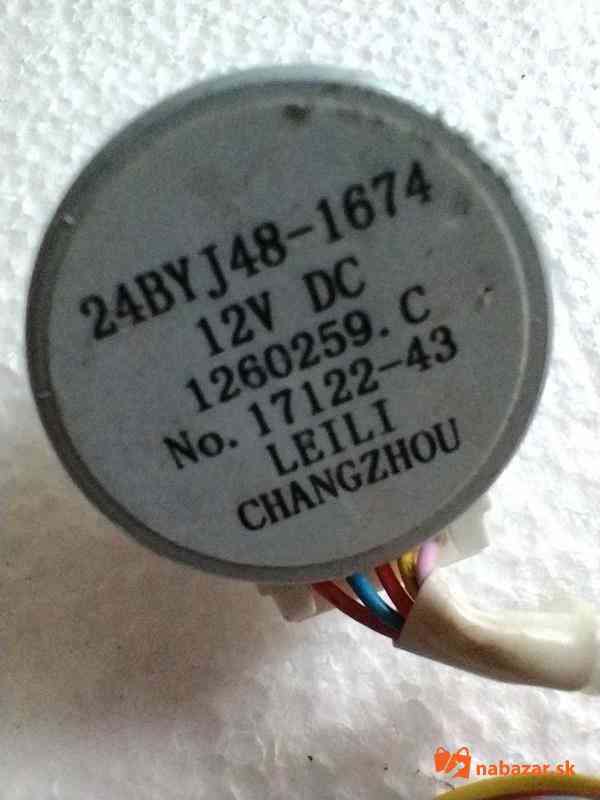 24BYJ48-1674
12V DC
1260259.C
No.17122-43
LEILI
CHANGZHOU
nabazar.sk